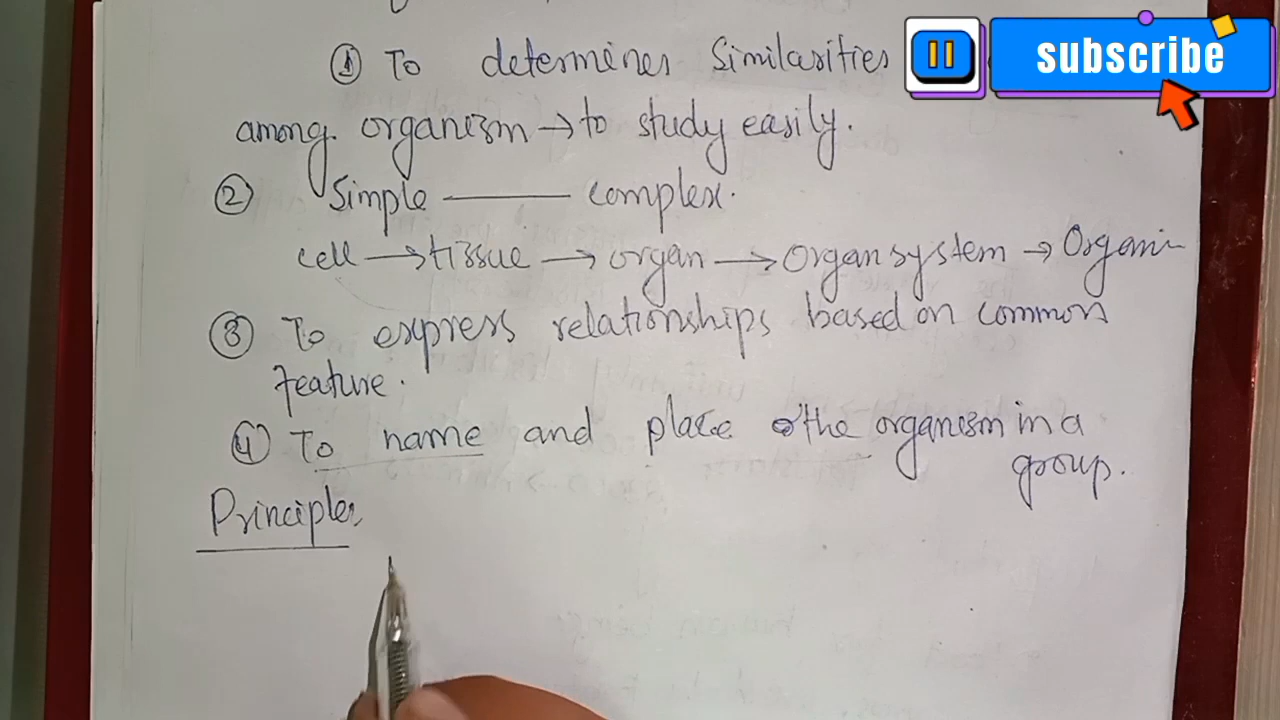 ① To determines Similarities
subscribe
among organism → to study easily.
② Simple —— complex.
cell → tissue → organ → Organ system → Organi
③ To express relationships based on common
feature.
④ To name and place the organism in a
group.
Principles